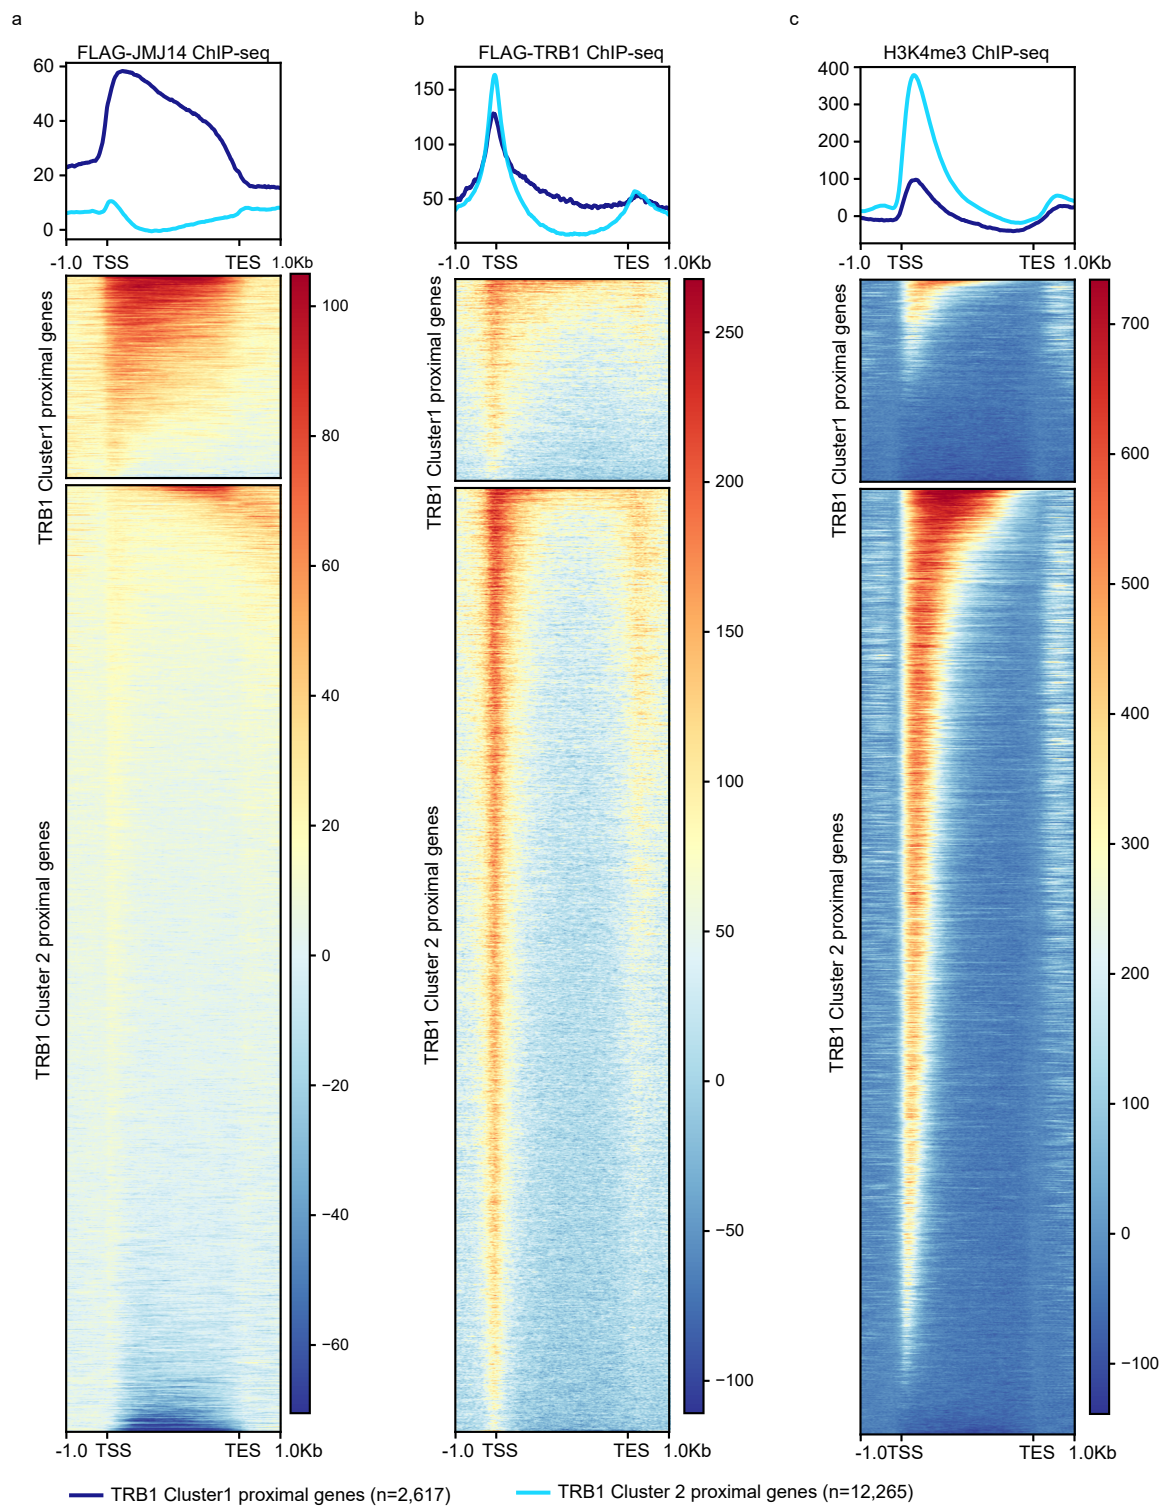 a
b
c
FLAG-JMJ14 ChIP-seq
FLAG-TRB1 ChIP-seq
H3K4me3 ChIP-seq
60
40
20
0
150
100
50
400
300
200
100
0
-1.0 TSS TES 1.0Kb
-1.0 TSS TES 1.0Kb
-1.0 TSS TES 1.0Kb
TRB1 Cluster1 proximal genes
TRB1 Cluster 2 proximal genes
100
80
60
40
20
0
−20
−40
−60
TRB1 Cluster1 proximal genes
TRB1 Cluster 2 proximal genes
250
200
150
100
50
0
−50
−100
TRB1 Cluster1 proximal genes
TRB1 Cluster 2 proximal genes
700
600
500
400
300
200
100
0
−100
-1.0 TSS TES 1.0Kb
-1.0 TSS TES 1.0Kb
-1.0TSS TES 1.0Kb
TRB1 Cluster1 proximal genes (n=2,617)
TRB1 Cluster 2 proximal genes (n=12,265)